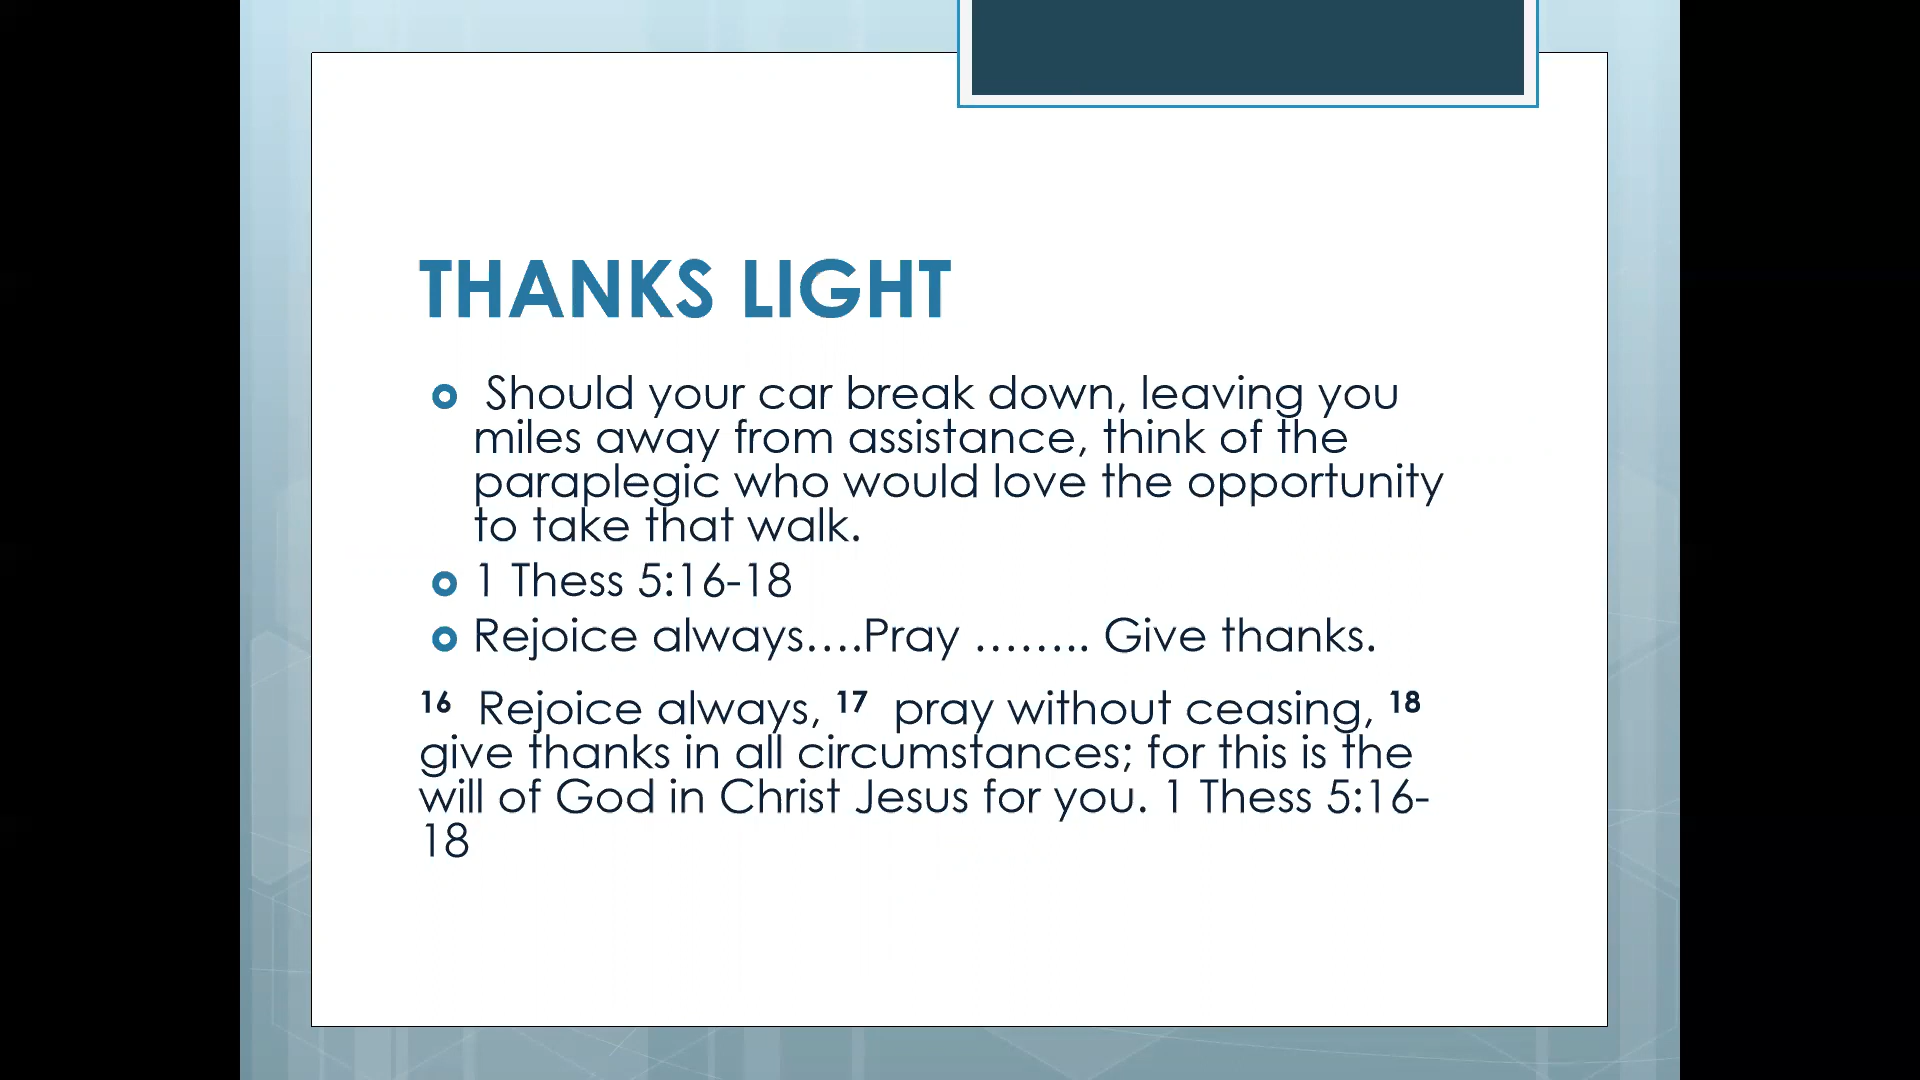 THANKS LIGHT
Should your car break down, leaving you
miles away from assistance, think of the
paraplegic who would love the opportunity
to take that walk.
1 Thess 5:16-18
Rejoice always....Pray ........ Give thanks.
16 Rejoice always, 17 pray without ceasing, 18
give thanks in all circumstances; for this is the
will of God in Christ Jesus for you. 1 Thess 5:16-
18